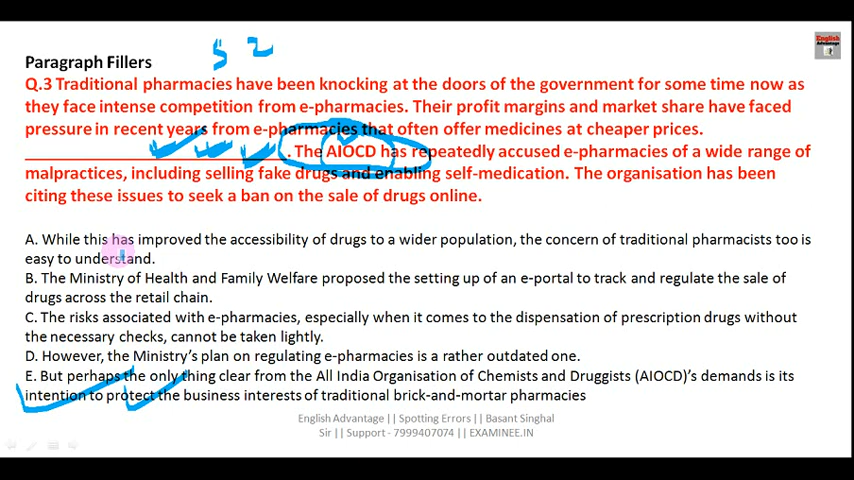 5 2
English
Advantage
Paragraph Fillers
Q.3 Traditional pharmacies have been knocking at the doors of the government for some time now as
they face intense competition from e-pharmacies. Their profit margins and market share have faced
pressure in recent years from e-pharmacies that often offer medicines at cheaper prices.
______________________________. The AIOCD has repeatedly accused e-pharmacies of a wide range of
malpractices, including selling fake drugs and enabling self-medication. The organisation has been
citing these issues to seek a ban on the sale of drugs online.
A. While this has improved the accessibility of drugs to a wider population, the concern of traditional pharmacists too is
easy to understand.
B. The Ministry of Health and Family Welfare proposed the setting up of an e-portal to track and regulate the sale of
drugs across the retail chain.
C. The risks associated with e-pharmacies, especially when it comes to the dispensation of prescription drugs without
the necessary checks, cannot be taken lightly.
D. However, the Ministry's plan on regulating e-pharmacies is a rather outdated one.
E. But perhaps the only thing clear from the All India Organisation of Chemists and Druggists (AIOCD)'s demands is its
intention to protect the business interests of traditional brick-and-mortar pharmacies
English Advantage || Spotting Errors || Basant Singhal
Sir || Support - 7999407074 || EXAMINEE.IN